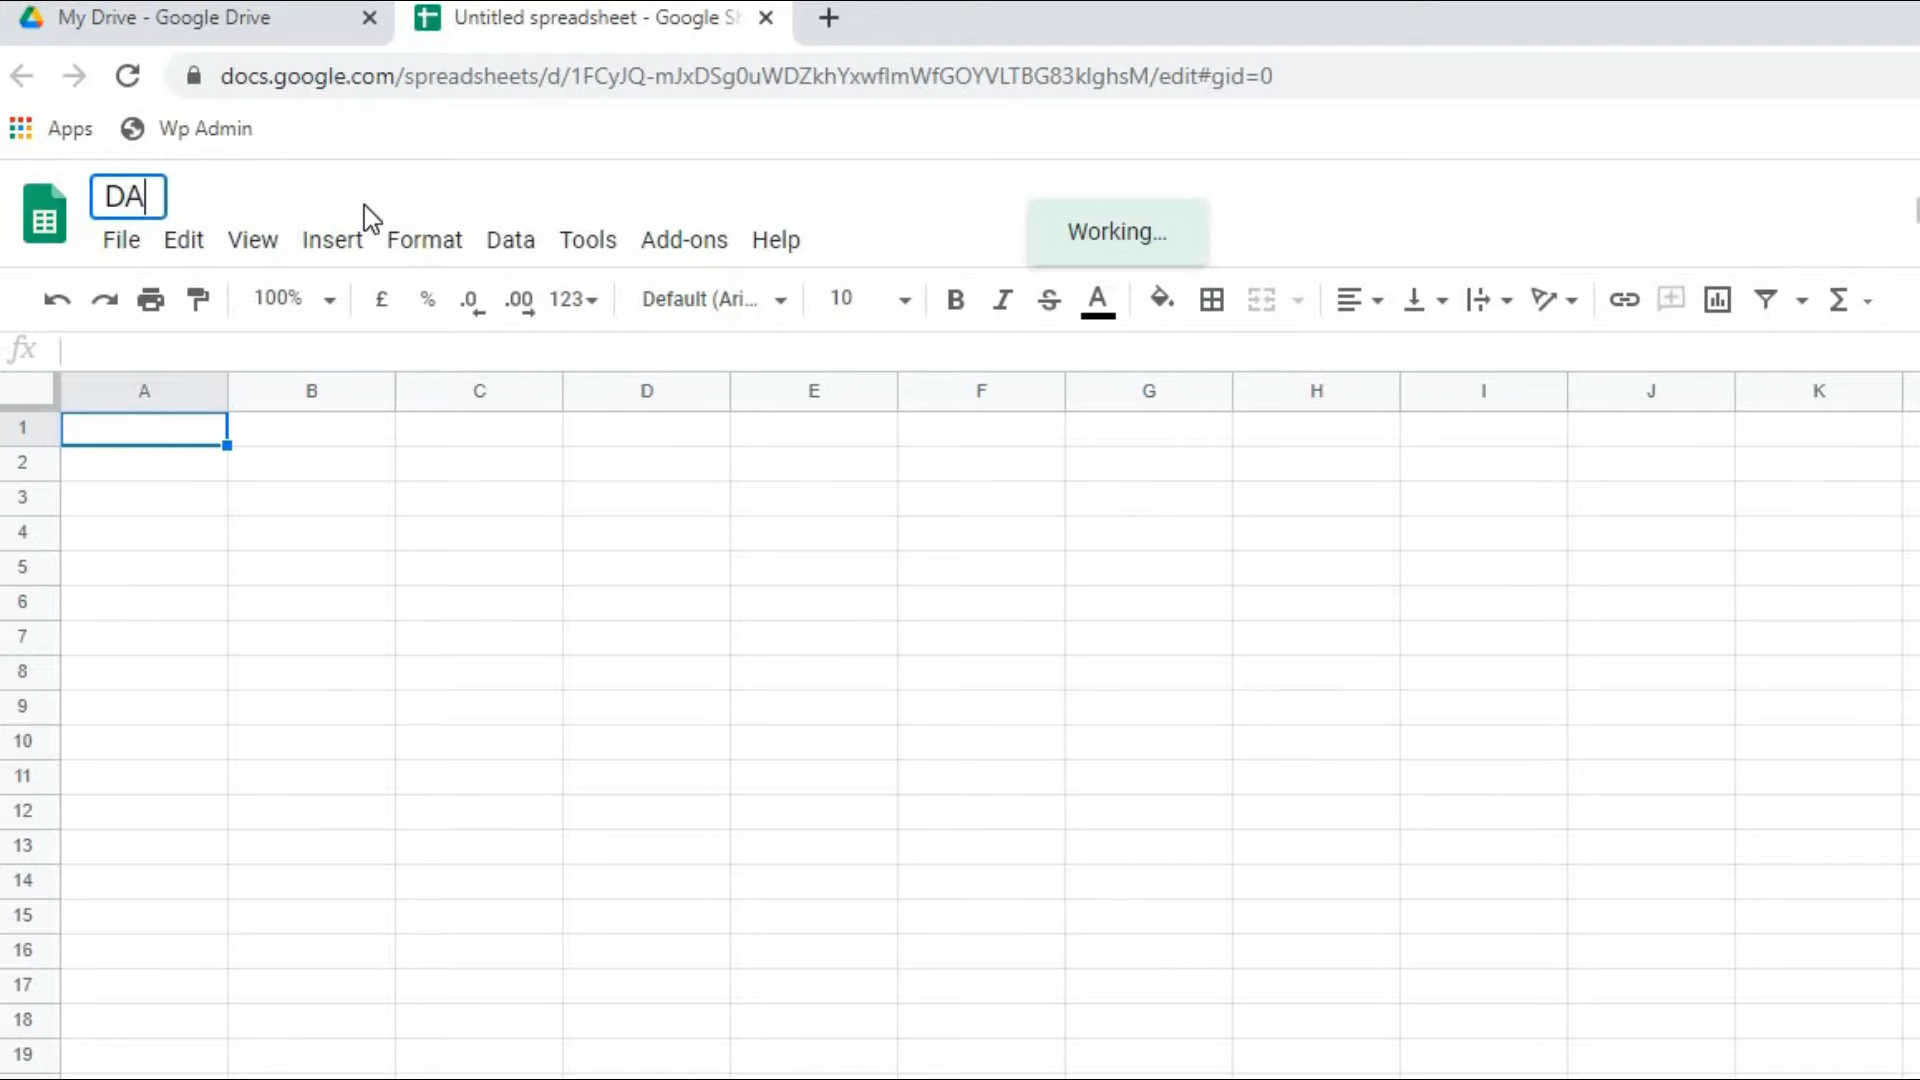 My Drive - Google Drive
Untitled spreadsheet - Google Sh
docs.google.com/spreadsheets/d/1FCyJQ-mJxDSg0uWDZkhYxwflmWfGOYVLTBG83klghsM/edit#gid=0
Apps Wp Admin
DA
File Edit View Insert Format Data Tools Add-ons Help
Working...
100% £ % .0 .00 123 Default (Ari... 10 B I S A Σ
fx
A B C D E F G H I J K
1
2
3
4
5
6
7
8
9
10
11
12
13
14
15
16
17
18
19